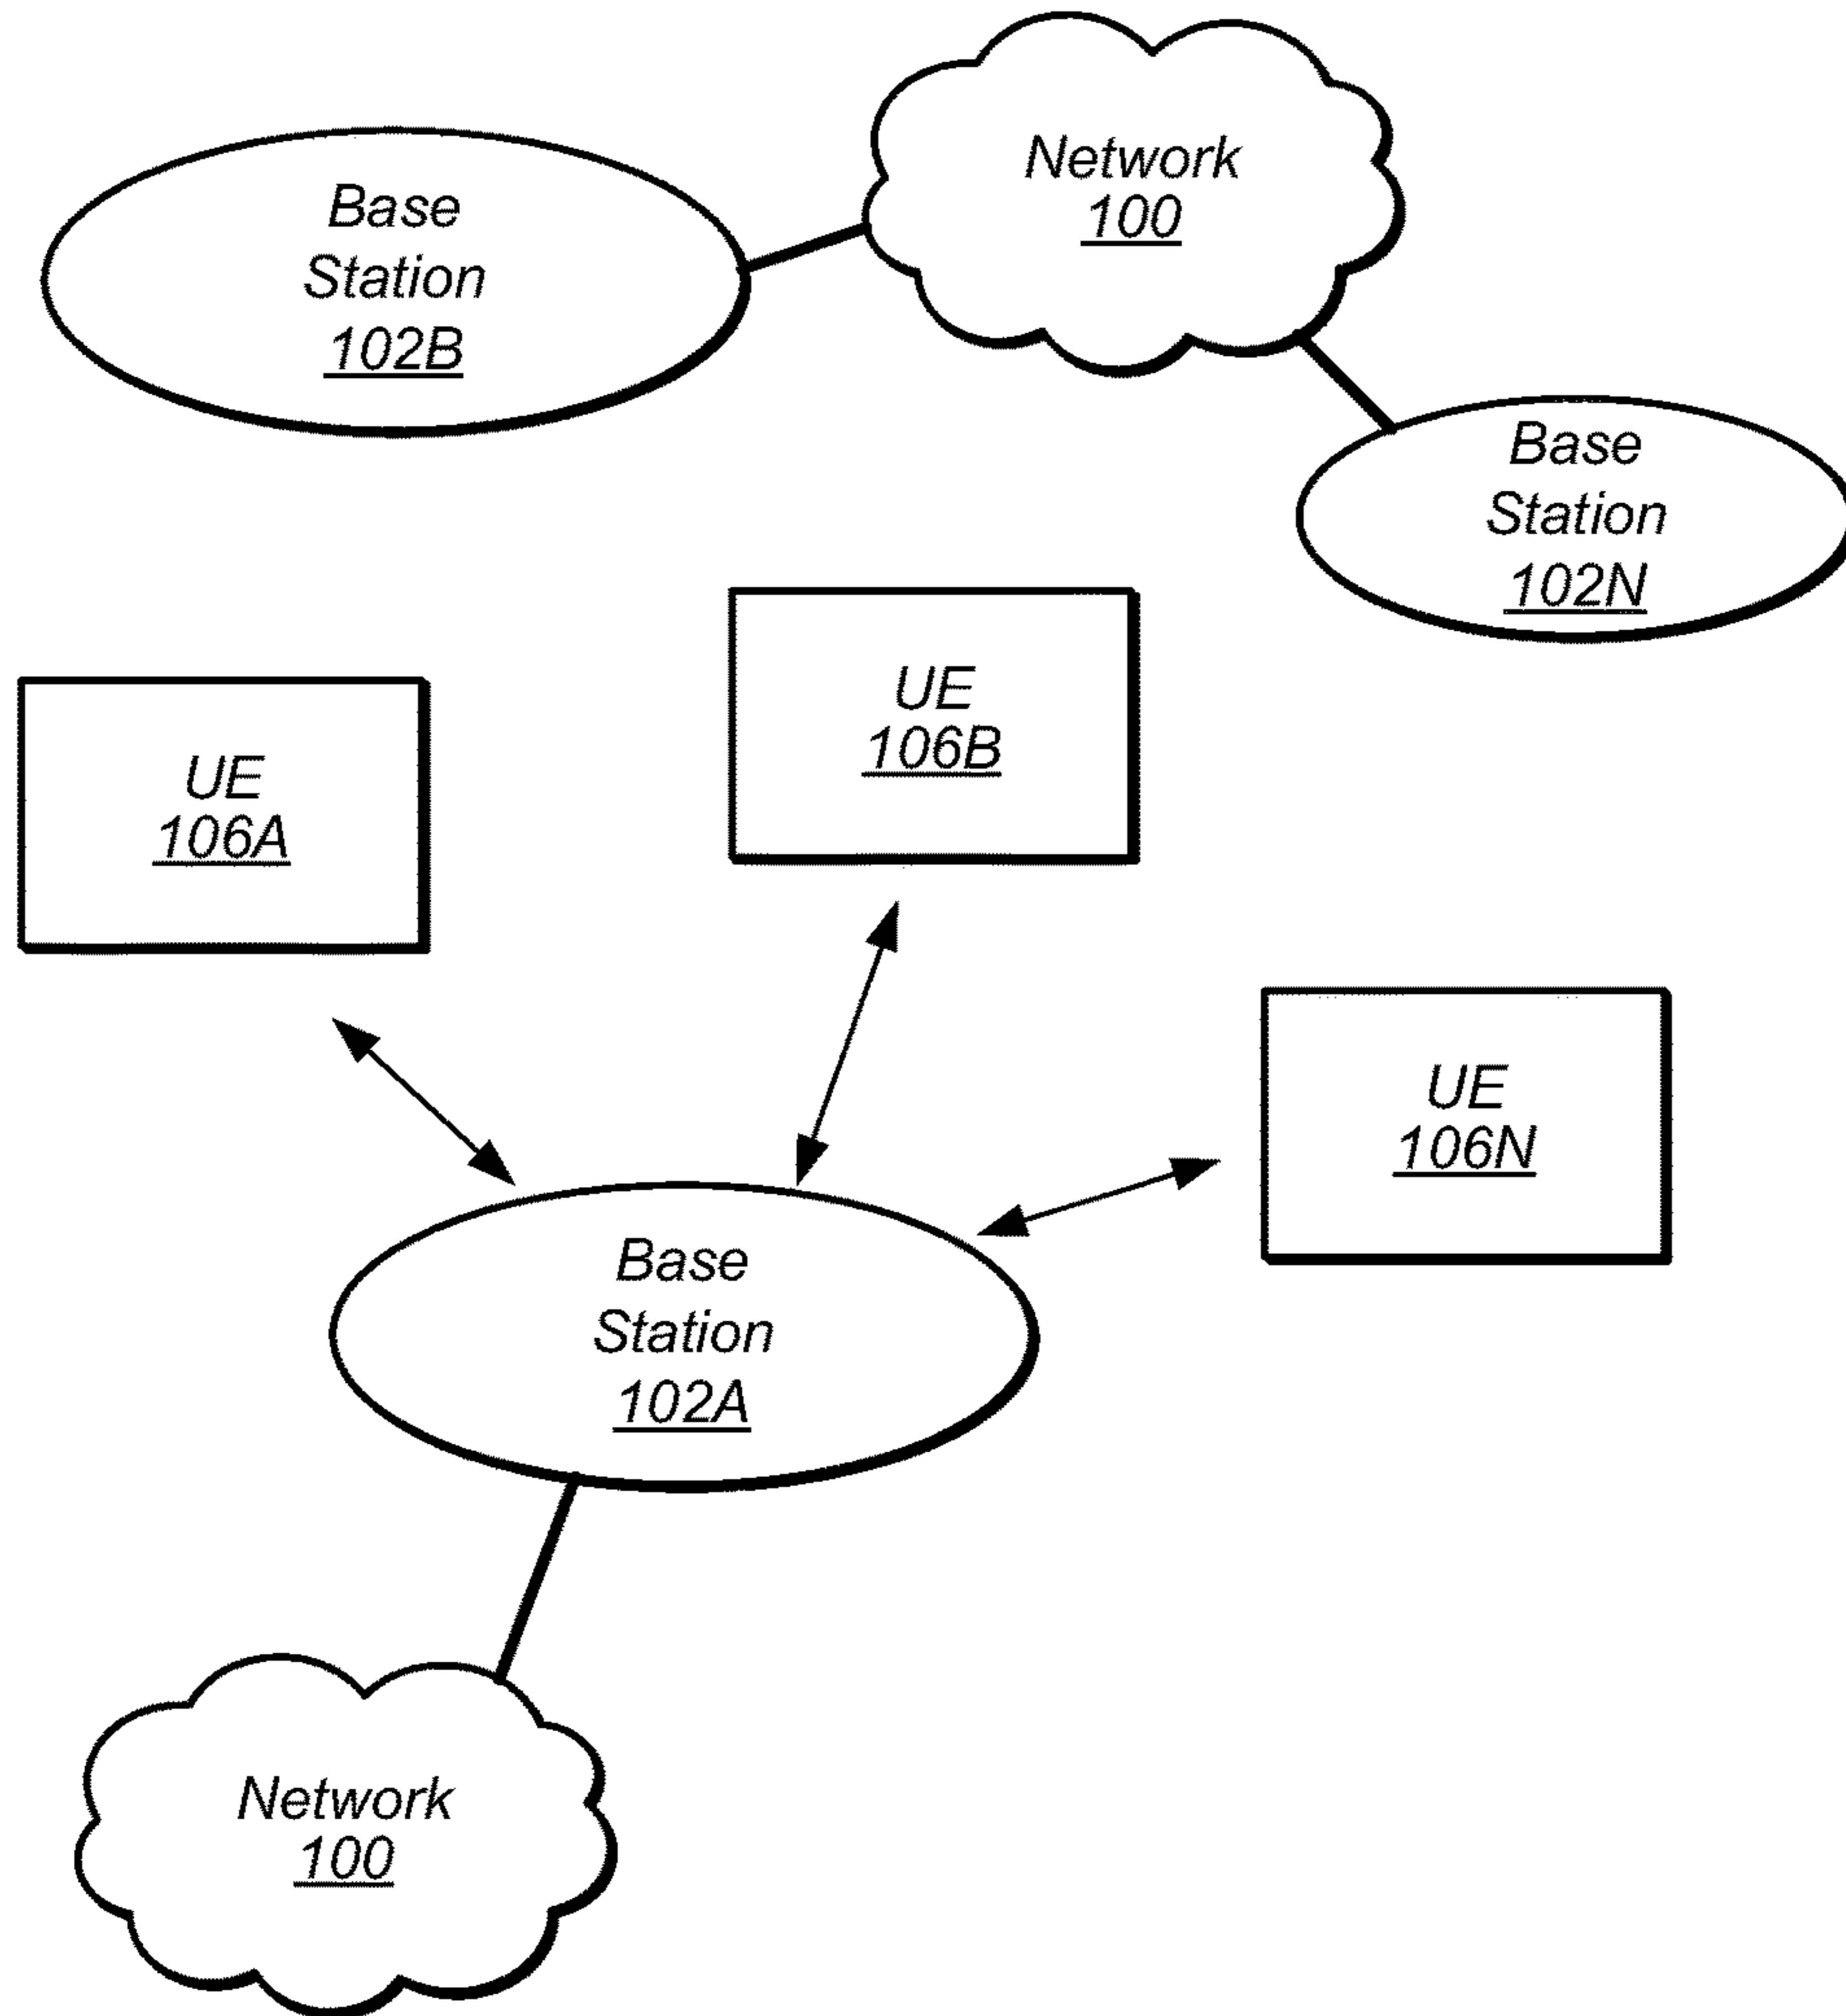 Network
100
Base
Station
102B
Base
Station
102N
UE
106B
UE
106A
UE
106N
Base
Station
102A
Network
100